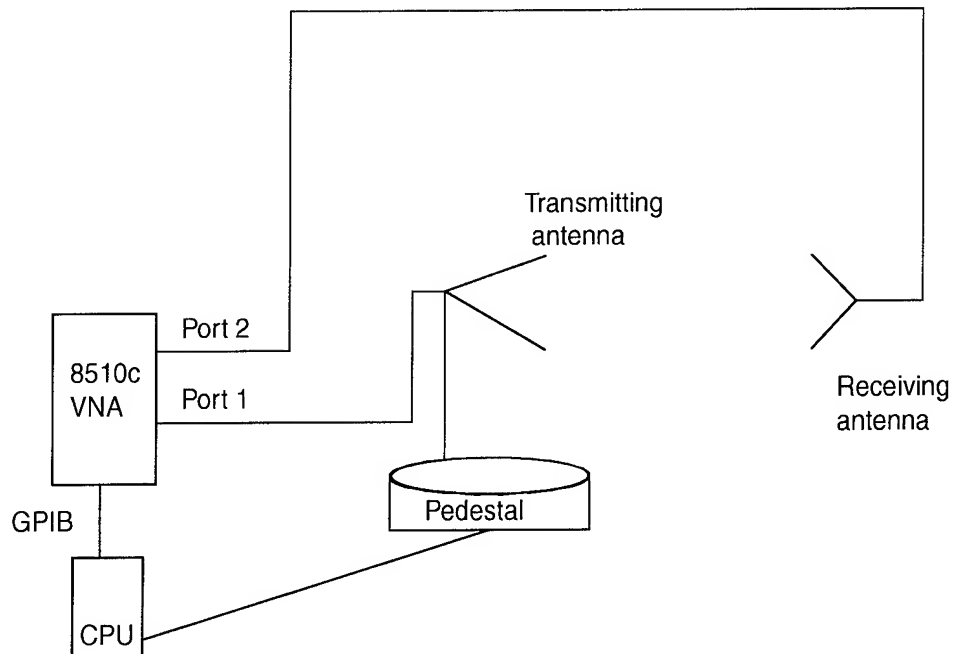 Transmitting
antenna
Port 2
8510c
VNA
Port 1
Receiving
antenna
Pedestal
GPIB
CPU